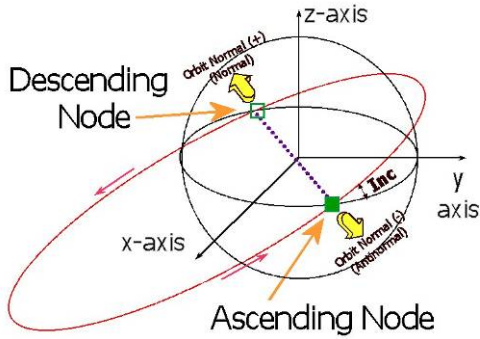 z-axis
Orbit Normal (+)
(Normal)
Descending
Node
Inc
y
axis
x-axis
Orbit Normal (-)
(Antinormal)
Ascending Node